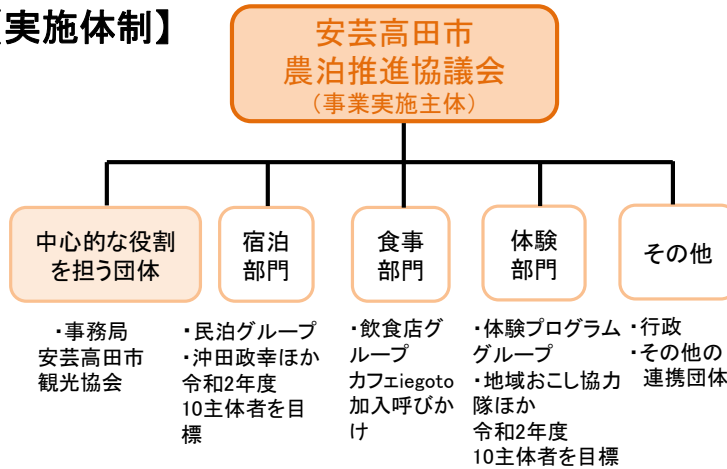 【実施体制】
安芸高田市
農泊推進協議会
（事業実施主体）
中心的な役割
を担う団体
宿泊
部門
食事
部門
体験
部門
その他
・事務局
安芸高田市
観光協会
・民泊グループ
・沖田政幸ほか
令和2年度
10主体者を目
標
・飲食店グ
ループ
カフェiegoto
加入呼びか
け
・体験プログラム
グループ
・地域おこし協力
隊ほか
令和2年度
10主体者を目標
・行政
・その他の
連携団体